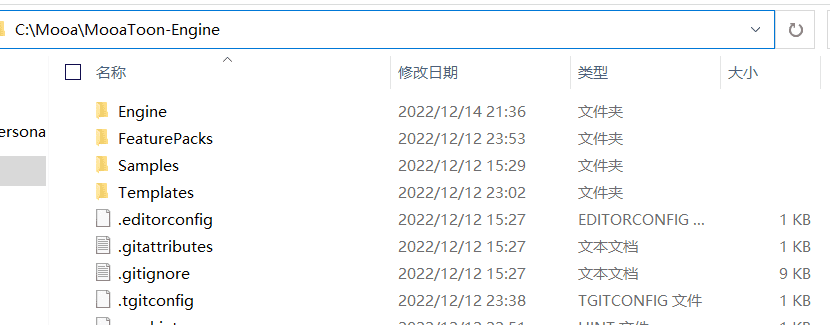 C:\Mooa\MooaToon-Engine
名称 修改日期 类型 大小
Engine 2022/12/14 21:36 文件夹
ersona
FeaturePacks 2022/12/12 23:53 文件夹
Samples 2022/12/12 15:29 文件夹
Templates 2022/12/12 23:02 文件夹
.editorconfig 2022/12/12 15:27 EDITORCONFIG ... 1 KB
.gitattributes 2022/12/12 15:27 文本文档 1 KB
.gitignore 2022/12/12 15:27 文本文档 9 KB
.tgitconfig 2022/12/12 23:38 TGITCONFIG 文件 1 KB